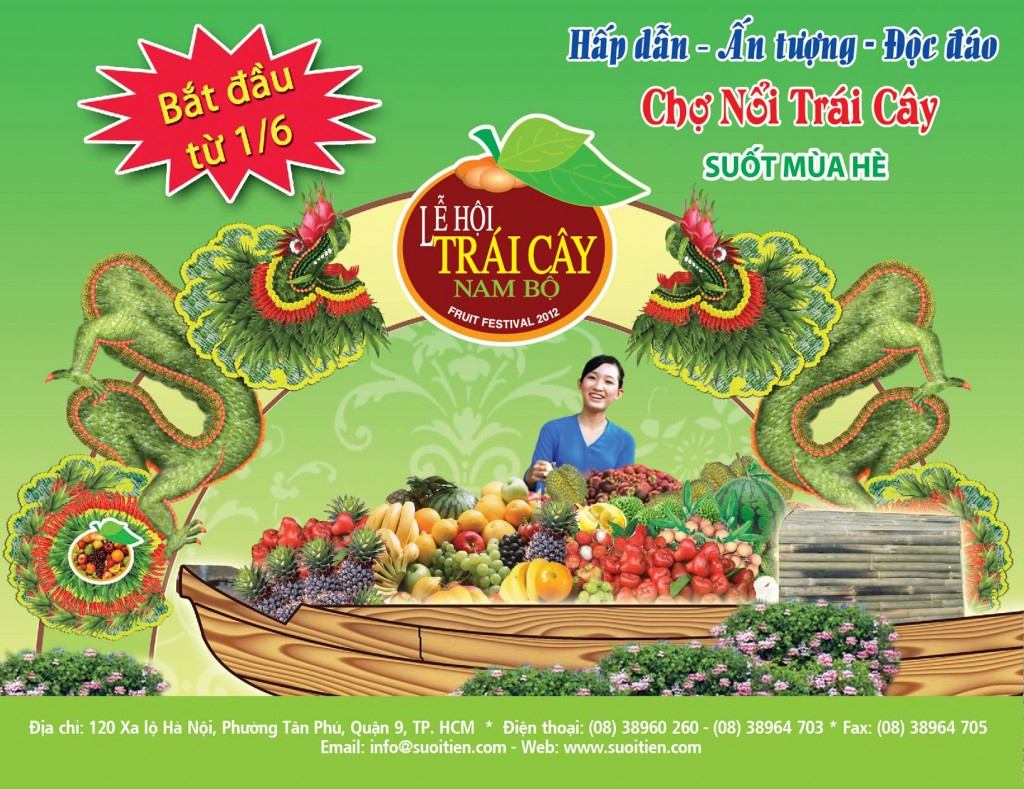 Bắt đầu
từ 1/6
Hấp dẫn - Ấn tượng - Độc đáo
Chợ Nổi Trái Cây
SUỐT MÙA HÈ
LỄ HỘI
TRÁI CÂY
NAM BỘ
FRUIT FESTIVAL 2012
Địa chỉ: 120 Xa lộ Hà Nội, Phường Tân Phú, Quận 9, TP. HCM * Điện thoại: (08) 38960 260 - (08) 38964 703 * Fax: (08) 38964 705
Email: info@suoitien.com - Web: www.suoitien.com